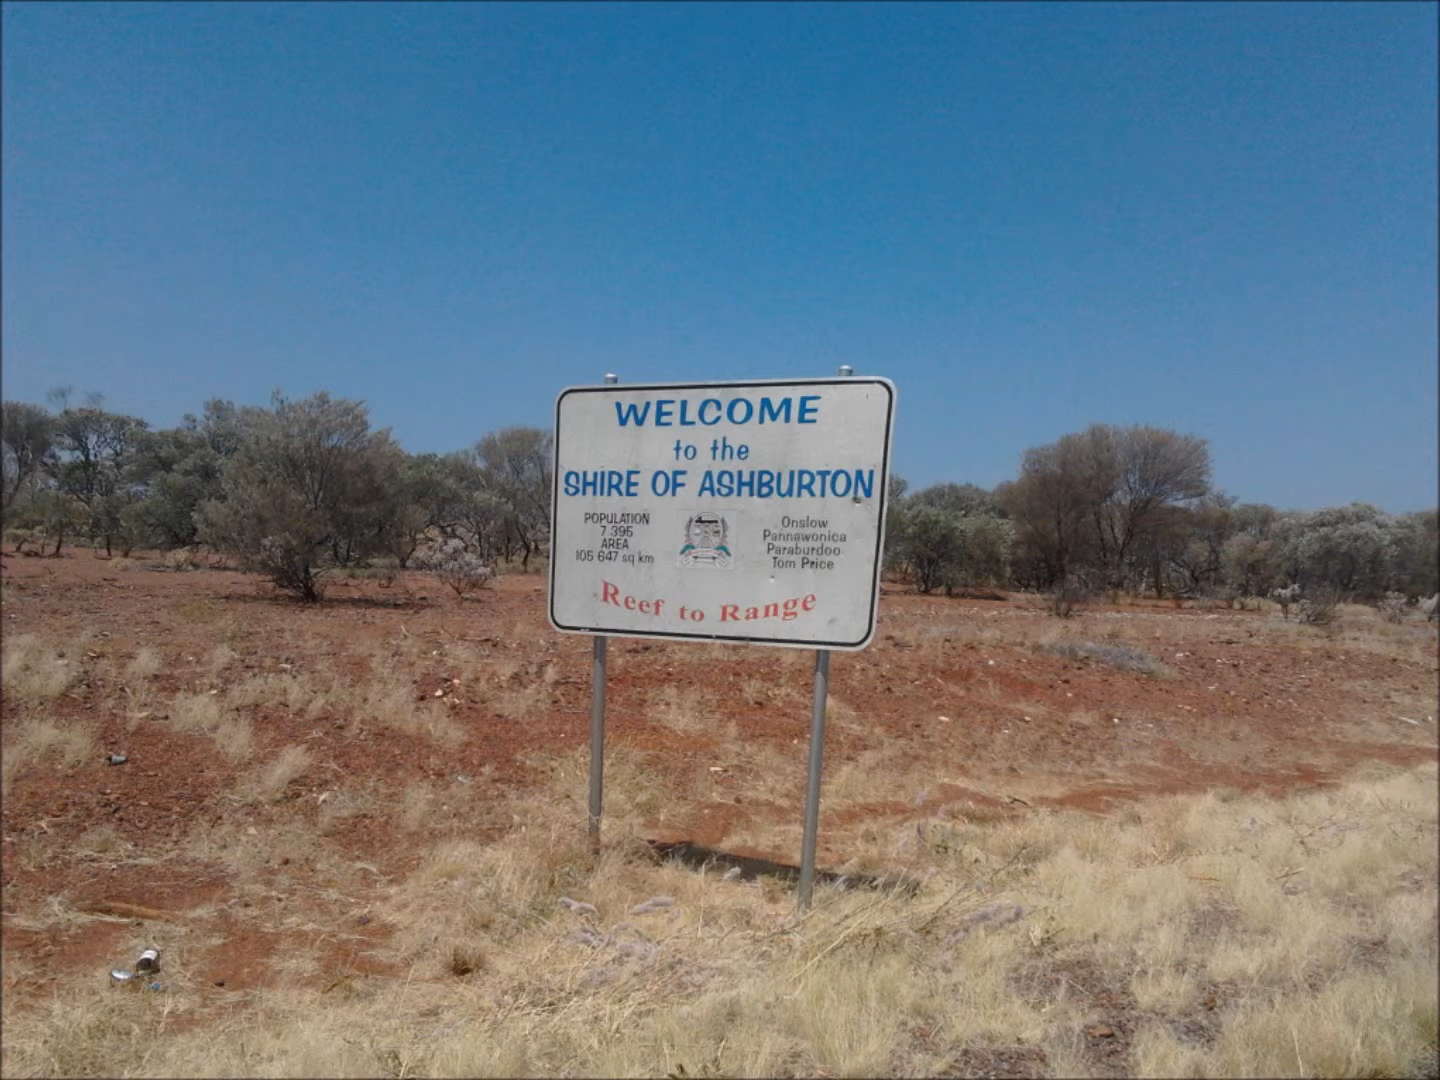 WELCOME
to the
SHIRE OF ASHBURTON
POPULATION
7 395
AREA
105 647 sq km
Onslow
Pannawonica
Paraburdoo
Tom Price
Reef to Range